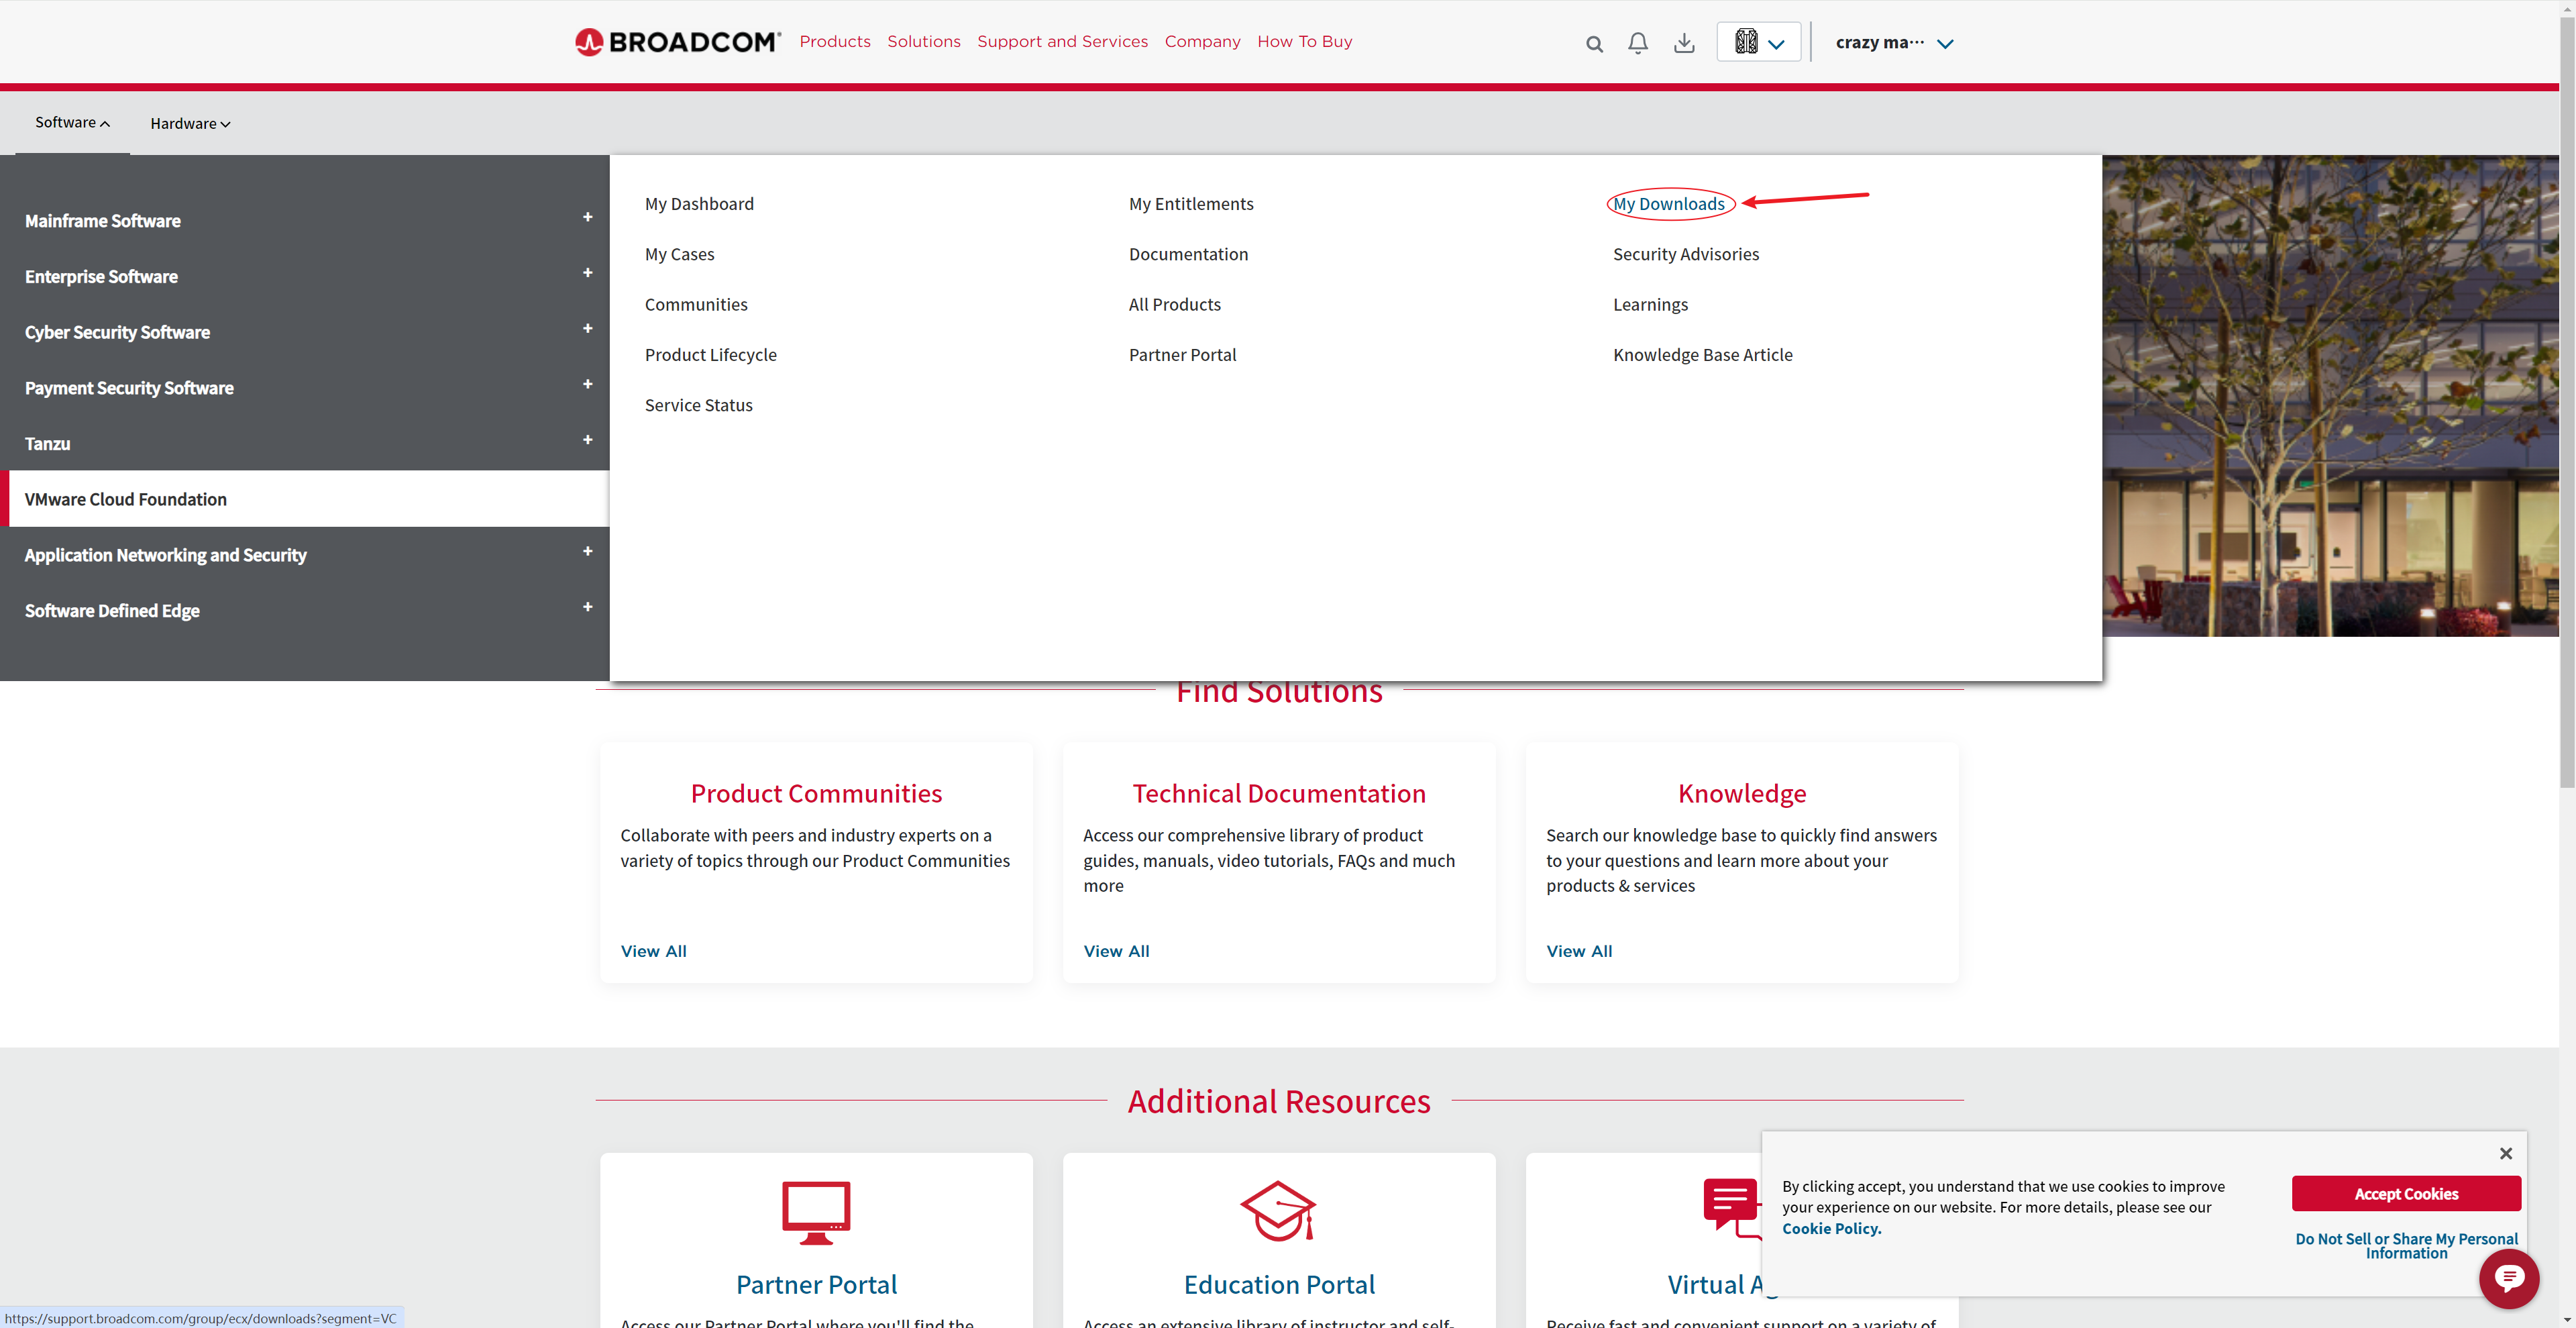 BROADCOM
Products Solutions Support and Services Company How To Buy
crazy ma···
Software Hardware
Mainframe Software +
Enterprise Software +
Cyber Security Software +
Payment Security Software +
Tanzu +
VMware Cloud Foundation
Application Networking and Security +
Software Defined Edge +
My Dashboard My Entitlements My Downloads
My Cases Documentation Security Advisories
Communities All Products Learnings
Product Lifecycle Partner Portal Knowledge Base Article
Service Status
Find Solutions
Product Communities
Collaborate with peers and industry experts on a
variety of topics through our Product Communities
View All
Technical Documentation
Access our comprehensive library of product
guides, manuals, video tutorials, FAQs and much
more
View All
Knowledge
Search our knowledge base to quickly find answers
to your questions and learn more about your
products & services
View All
Additional Resources
Partner Portal
Access our Partner Portal where you'll find the
Education Portal
Access an extensive library of instructor and self-
Virtual
Receive fast and convenient support on a variety of
By clicking accept, you understand that we use cookies to improve
your experience on our website. For more details, please see our
Cookie Policy.
Accept Cookies
Do Not Sell or Share My Personal
Information
https://support.broadcom.com/group/ecx/downloads?segment=VC